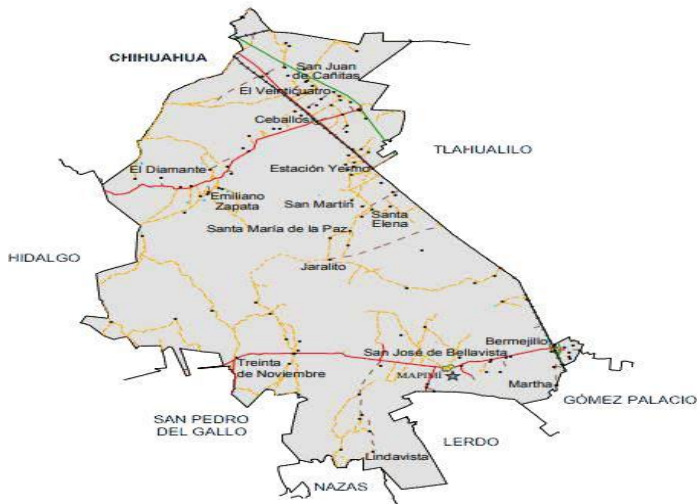 CHIHUAHUA
San Juan
de Cañitas
El Veinticuatro
Ceballos
TLAHUALILO
El Diamante
Estación Yermo
Emiliano
Zapata
San Martín
Santa
Elena
Santa María de la Paz
HIDALGO
Jaralito
Bermejillo
San José de Bellavista
Treinta
de Noviembre
MAPIMÍ
Martha
GÓMEZ PALACIO
SAN PEDRO
DEL GALLO
LERDO
Lindavista
NAZAS